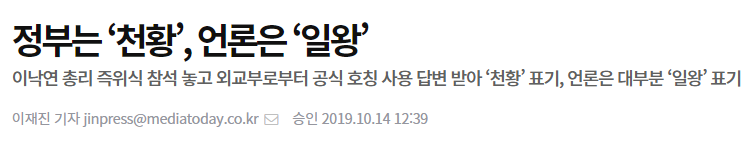 정부는 ‘천황’, 언론은 ‘일왕’
이낙연 총리 즉위식 참석 놓고 외교부로부터 공식 호칭 사용 답변 받아 ‘천황’ 표기, 언론은 대부분 ‘일왕’ 표기
이재진 기자 jinpress@mediatoday.co.kr 승인 2019.10.14 12:39